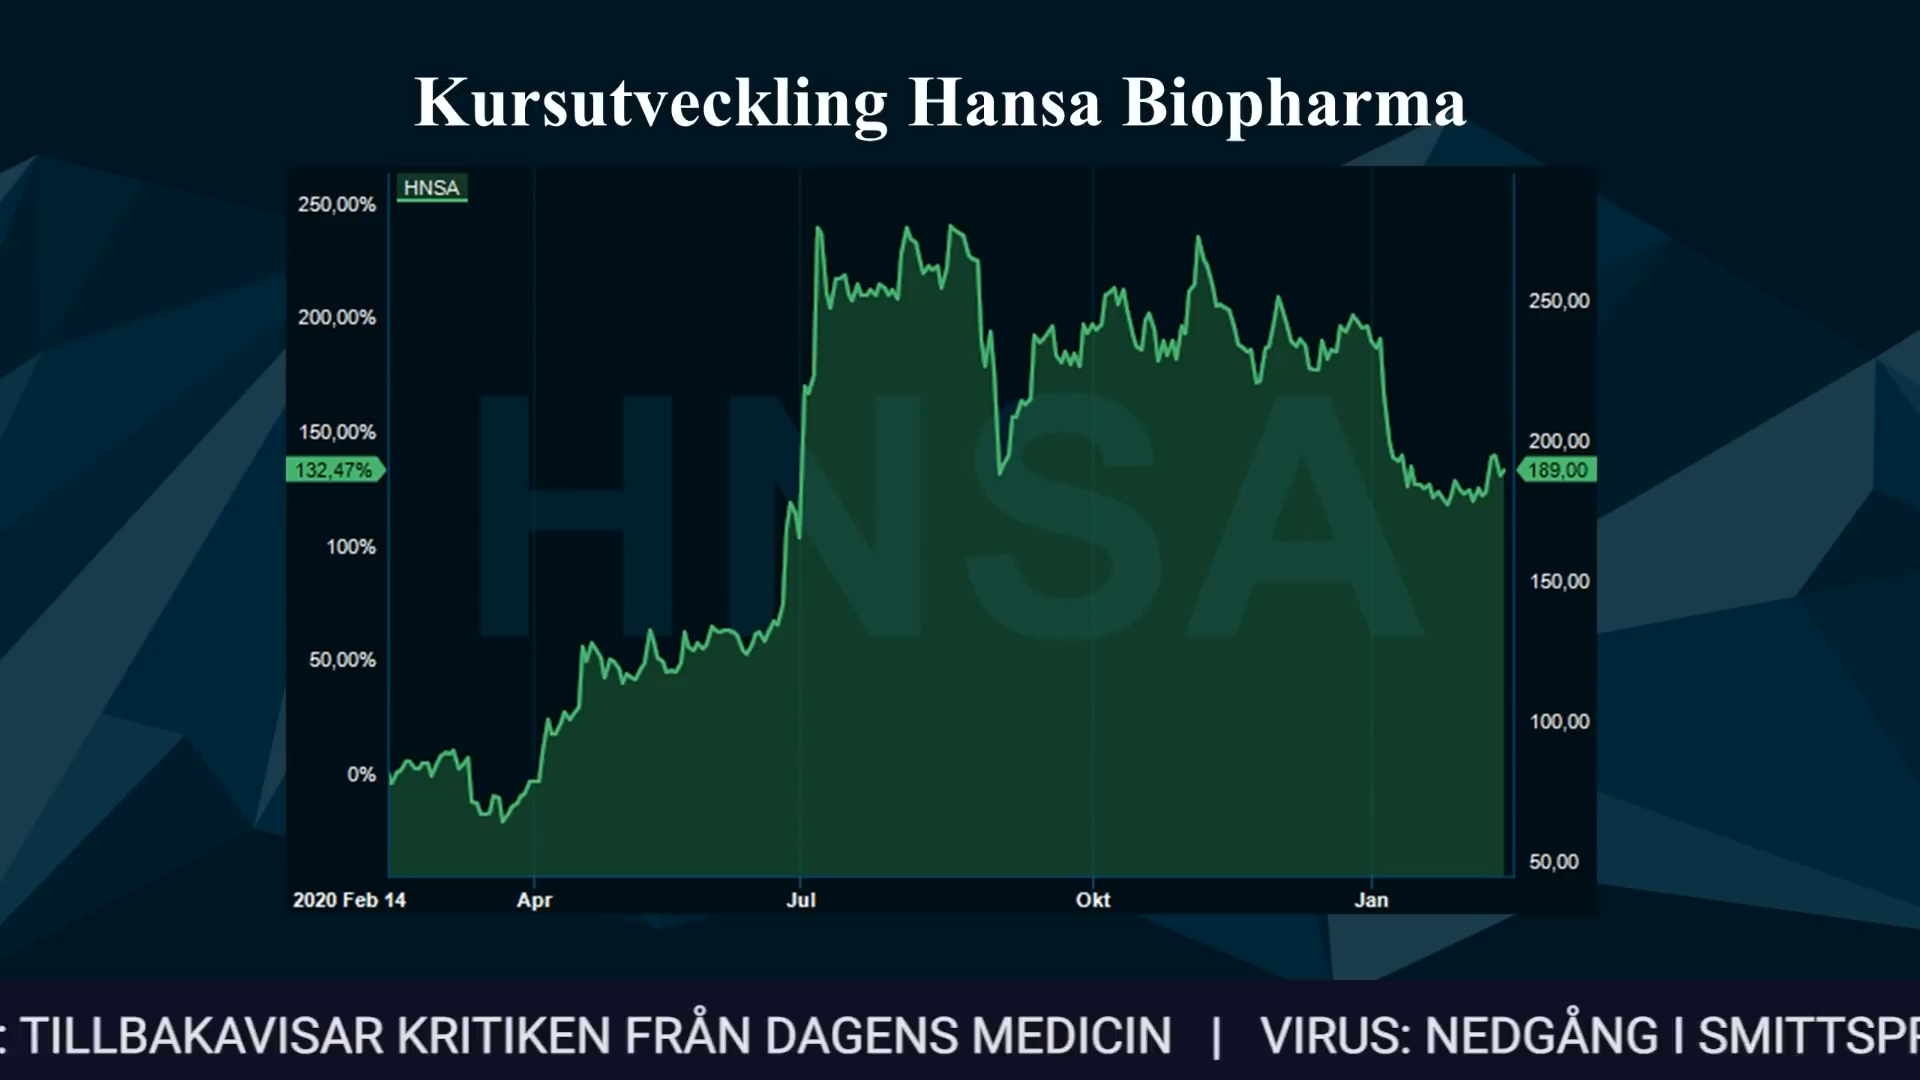 Kursutveckling Hansa Biopharma
HNSA
250,00%
200,00%
150,00%
132,47%
100%
50,00%
0%
250,00
200,00
189,00
150,00
100,00
50,00
HNSA
2020 Feb 14 Apr Jul Okt Jan
: TILLBAKAVISAR KRITIKEN FRÅN DAGENS MEDICIN | VIRUS: NEDGÅNG I SMITTSPR